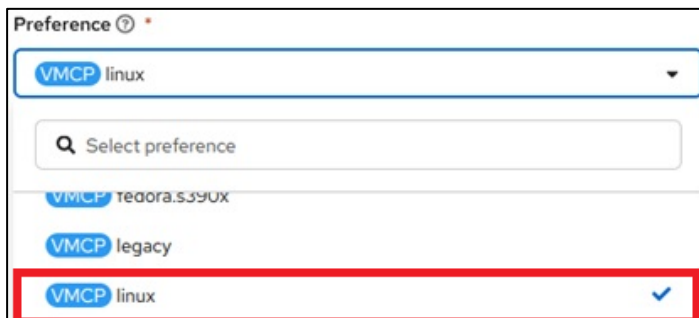 Preference ? *
VMCP linux
Select preference
VMCP fedora.s390x
VMCP legacy
VMCP linux